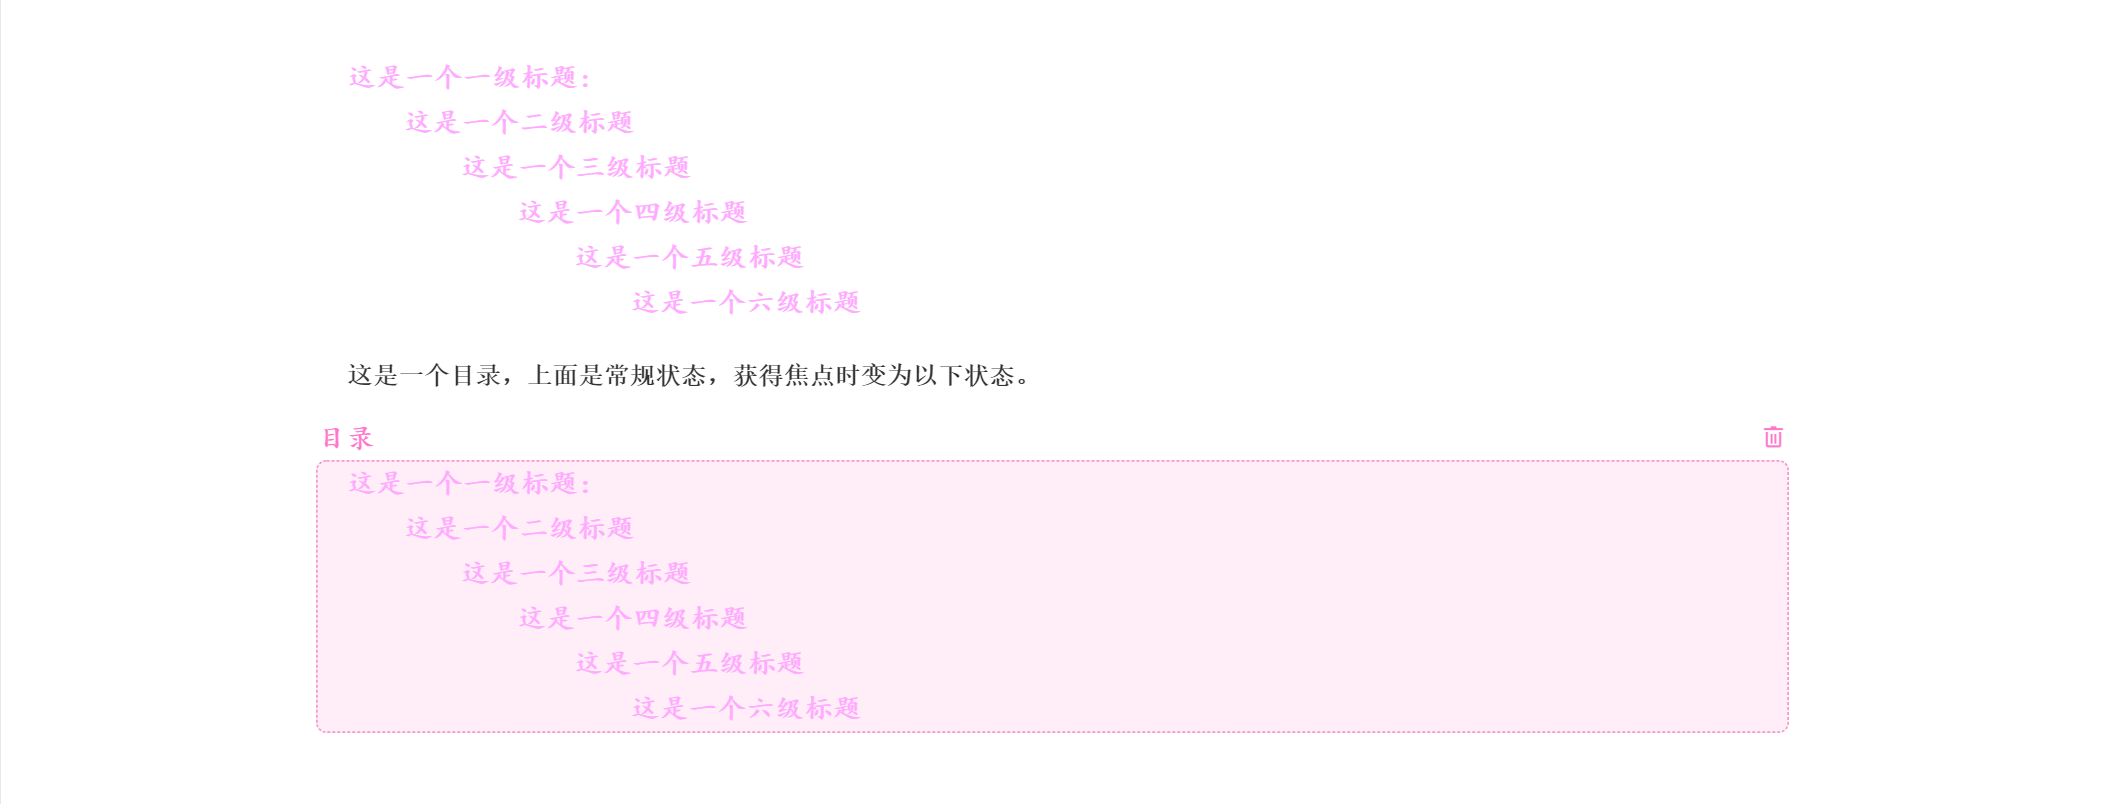 这是一个一级标题：
这是一个二级标题
这是一个三级标题
这是一个四级标题
这是一个五级标题
这是一个六级标题
这是一个目录，上面是常规状态，获得焦点时变为以下状态。
目录
这是一个一级标题：
这是一个二级标题
这是一个三级标题
这是一个四级标题
这是一个五级标题
这是一个六级标题